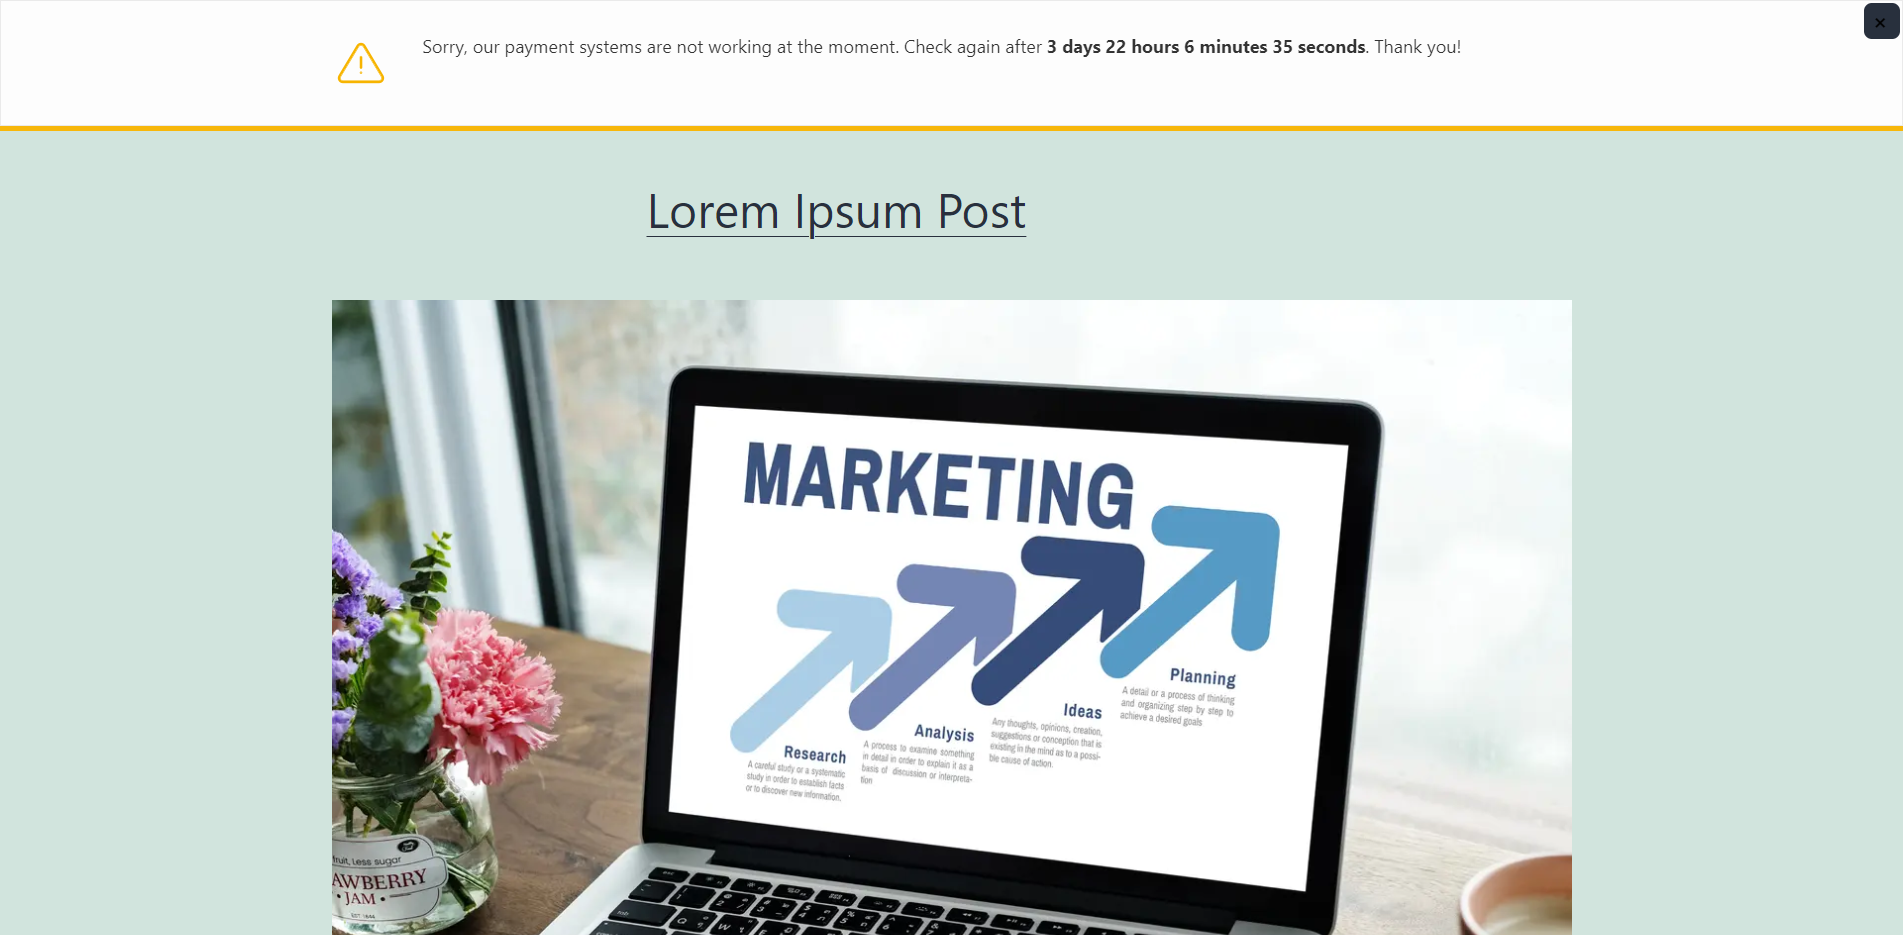 Sorry, our payment systems are not working at the moment. Check again after 3 days 22 hours 6 minutes 35 seconds. Thank you!
×
Lorem Ipsum Post
MARKETING
Research
A careful study or a systematic
study in order to establish facts
or to discover new information.
Analysis
A process to examine something
in detail in order to explain it as a
basis of discussion or interpreta-
tion
Ideas
Any thoughts, opinions, creation,
suggestions or conception that is
existing in the mind as to a possi-
ble cause of action.
Planning
A detail or a process of thinking
and organizing step by step to
achieve a desired goals
fruit, Less sugar
AWBERRY
• JAM •
EST 1844